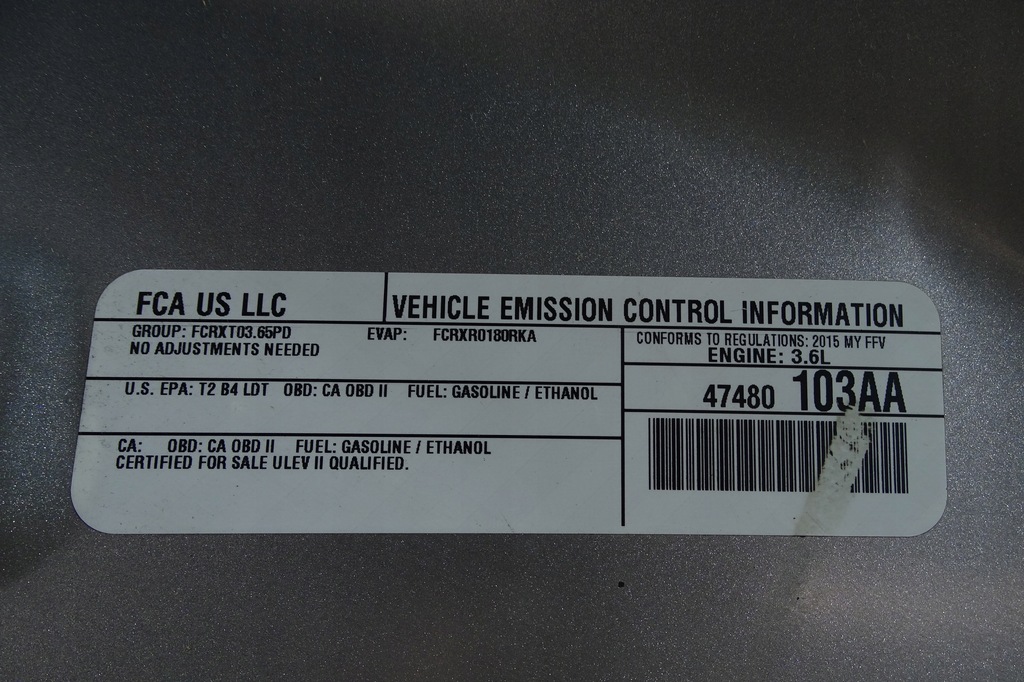 FCA US LLC
VEHICLE EMISSION CONTROL INFORMATION
GROUP: FCRXT03.65PD EVAP: FCRXR0180RKA
NO ADJUSTMENTS NEEDED
CONFORMS TO REGULATIONS: 2015 MY FFV
ENGINE: 3.6L
U.S. EPA: T2 B4 LDT OBD: CA OBD II FUEL: GASOLINE / ETHANOL
47480 103AA
CA: OBD: CA OBD II FUEL: GASOLINE / ETHANOL
CERTIFIED FOR SALE ULEV II QUALIFIED.